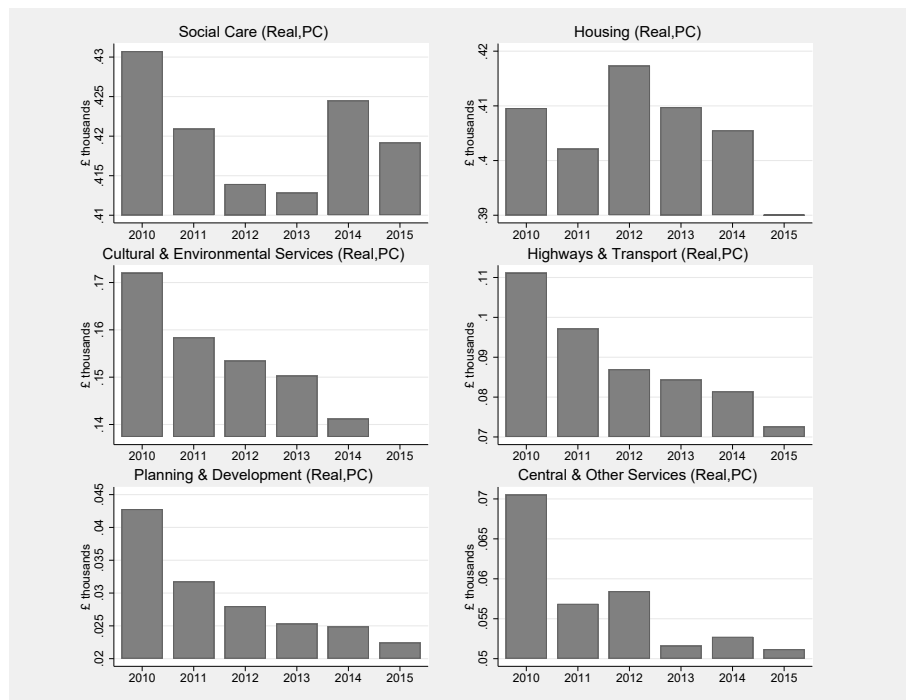 Social Care (Real,PC)
£ thousands
.43
.425
.42
.415
.41
2010 2011 2012 2013 2014 2015
Housing (Real,PC)
.42
.41
.4
.39
2010 2011 2012 2013 2014 2015
Cultural & Environmental Services (Real,PC)
£ thousands
.17
.16
.15
.14
2010 2011 2012 2013 2014 2015
Highways & Transport (Real,PC)
£ thousands
.11
.1
.09
.08
.07
2010 2011 2012 2013 2014 2015
Planning & Development (Real,PC)
£ thousands
.045
.04
.035
.03
.025
.02
2010 2011 2012 2013 2014 2015
Central & Other Services (Real,PC)
£ thousands
.07
.065
.06
.055
.05
2010 2011 2012 2013 2014 2015
£ thousands